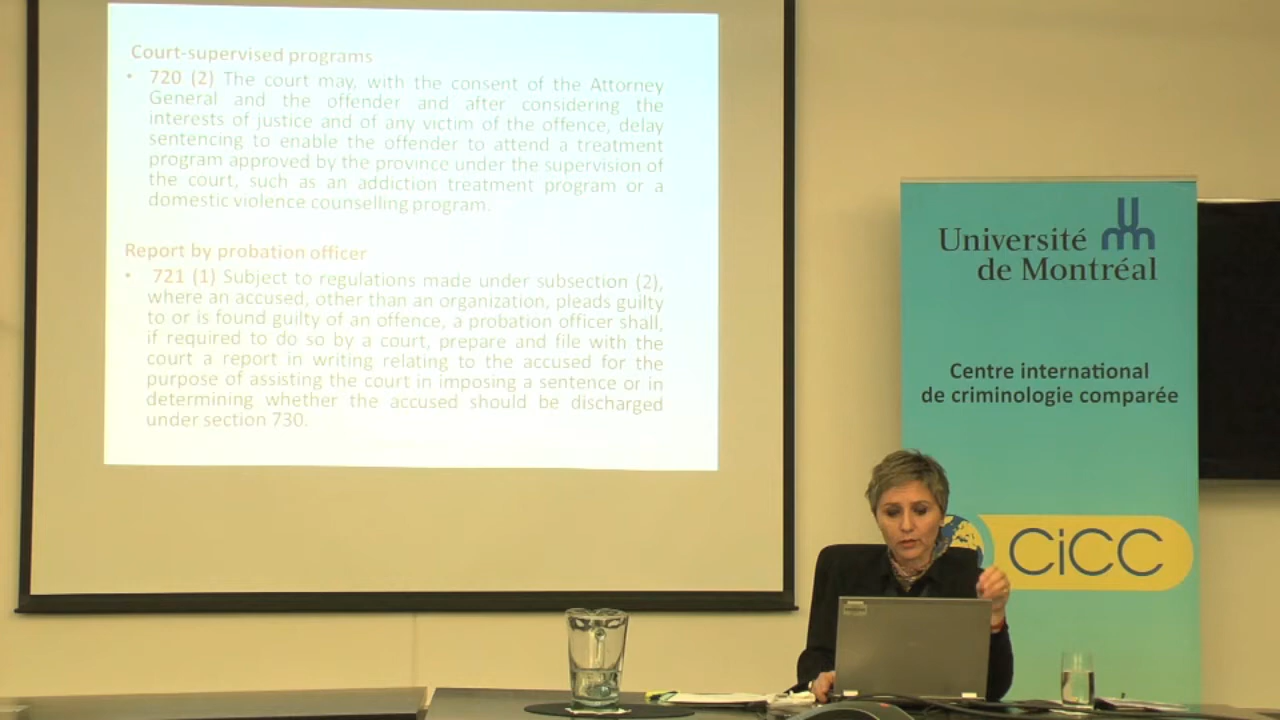 Court-supervised programs
• 720 (2) The court may, with the consent of the Attorney
General and the offender and after considering the
interests of justice and of any victim of the offence, delay
sentencing to enable the offender to attend a treatment
program approved by the province under the supervision of
the court, such as an addiction treatment program or a
domestic violence counselling program.
Report by probation officer
• 721 (1) Subject to regulations made under subsection (2),
where an accused, other than an organization, pleads guilty
to or is found guilty of an offence, a probation officer shall,
if required to do so by a court, prepare and file with the
court a report in writing relating to the accused for the
purpose of assisting the court in imposing a sentence or in
determining whether the accused should be discharged
under section 730.
Université
de Montréal
Centre international
de criminologie comparée
CiCC